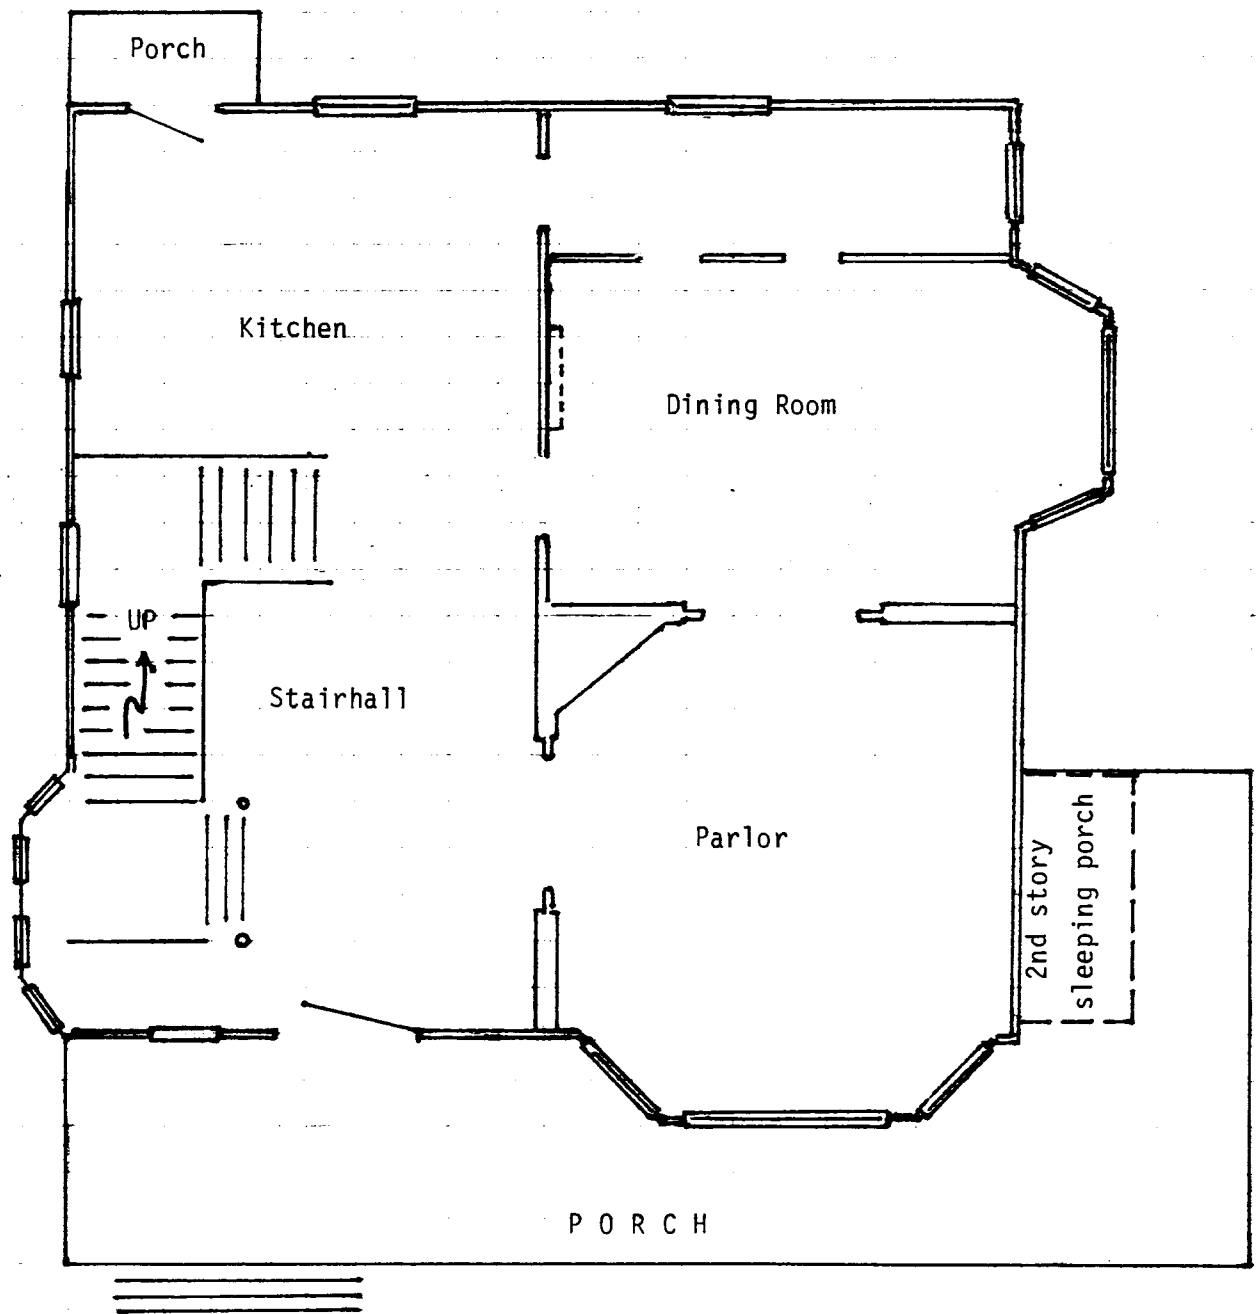 Porch
Kitchen
Dining Room
UP
Stairhall
Parlor
2nd story
sleeping porch
PORCH